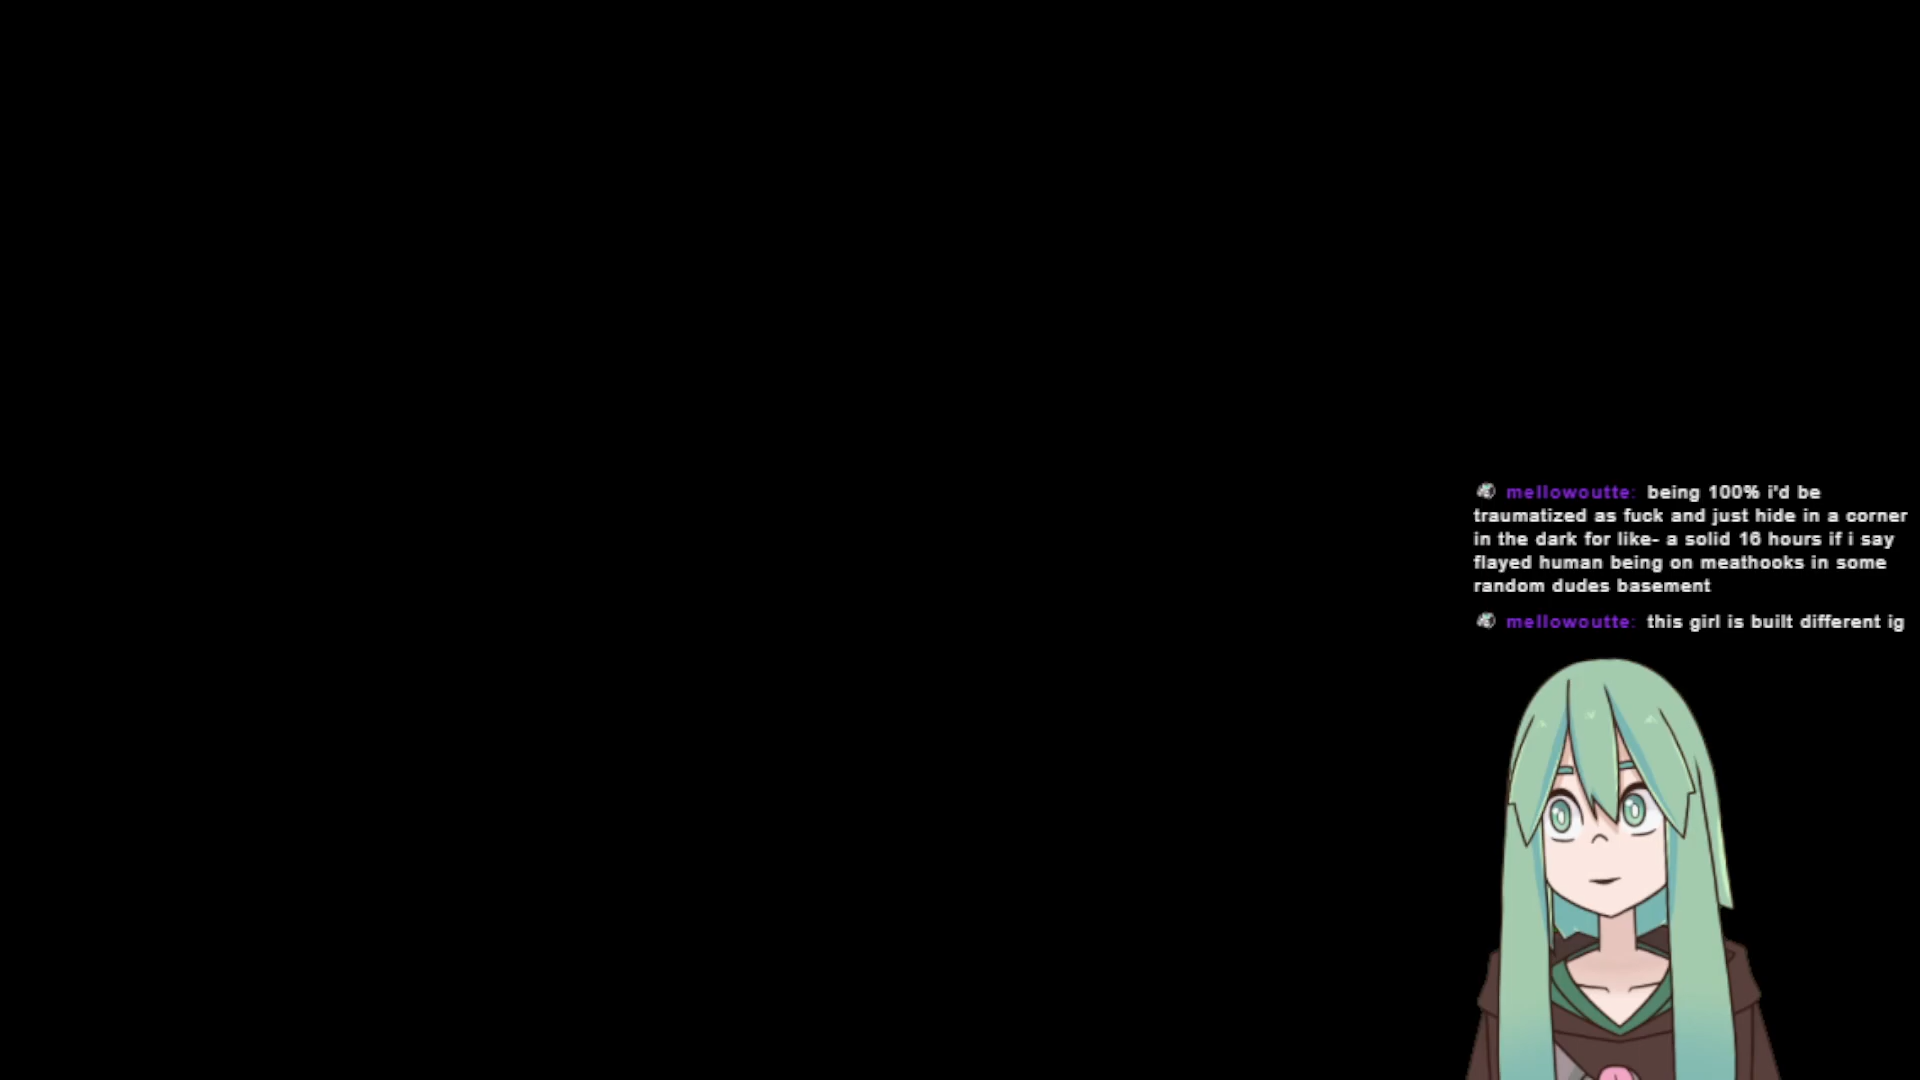 mellowoutte: being 100% i'd be
traumatized as fuck and just hide in a corner
in the dark for like- a solid 16 hours if i say
flayed human being on meathooks in some
random dudes basement
mellowoutte: this girl is built different ig